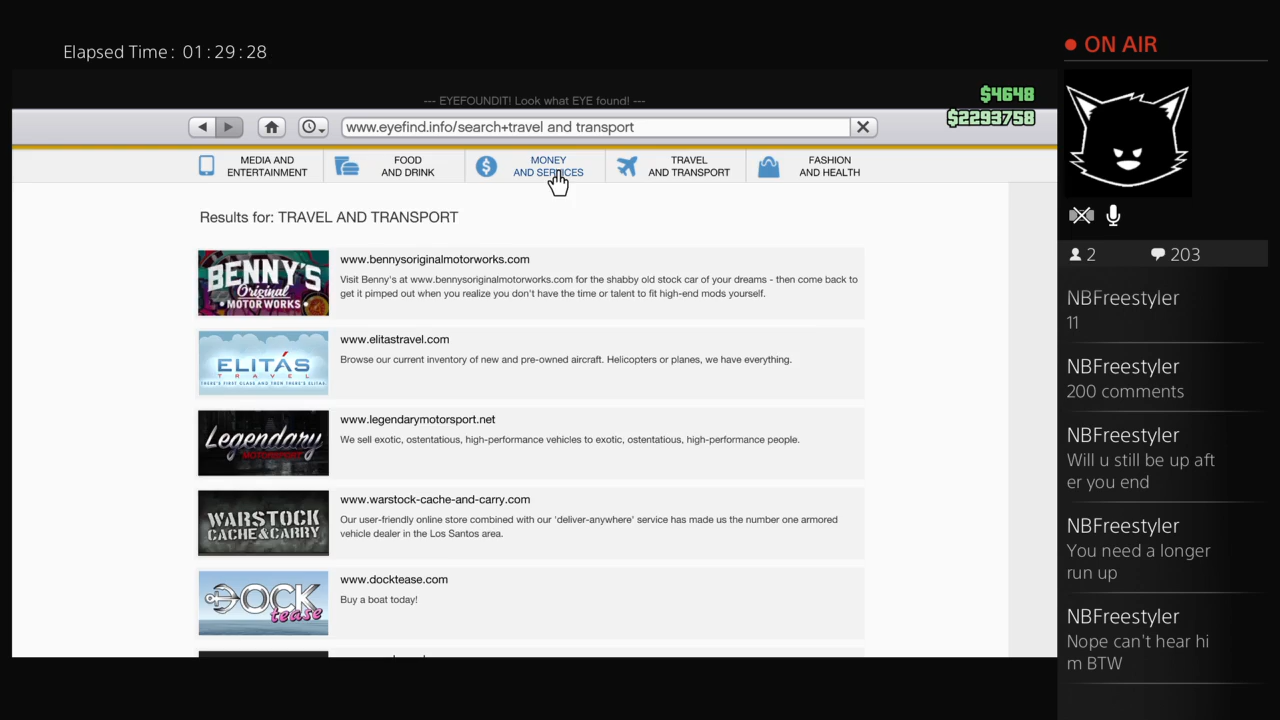 Elapsed Time: 01:29:28
ON AIR
--- EYEFOUNDIT! Look what EYE found! ---
$4648
$2293758
www.eyefind.info/search+travel and transport
MEDIA AND
ENTERTAINMENT
FOOD
AND DRINK
MONEY
AND SERVICES
TRAVEL
AND TRANSPORT
FASHION
AND HEALTH
Results for: TRAVEL AND TRANSPORT
BENNY'S
Original
MOTOR WORKS
www.bennysoriginalmotorworks.com
Visit Benny's at www.bennysoriginalmotorworks.com for the shabby old stock car of your dreams - then come back to
get it pimped out when you realize you don't have the time or talent to fit high-end mods yourself.
ELITÁS
TRAVEL
THERE'S FIRST CLASS AND THEN THERE'S ELITAS
www.elitastravel.com
Browse our current inventory of new and pre-owned aircraft. Helicopters or planes, we have everything.
Legendary
MOTORSPORT
www.legendarymotorsport.net
We sell exotic, ostentatious, high-performance vehicles to exotic, ostentatious, high-performance people.
WARSTOCK
CACHE&CARRY
www.warstock-cache-and-carry.com
Our user-friendly online store combined with our 'deliver-anywhere' service has made us the number one armored
vehicle dealer in the Los Santos area.
DOCK
tease
www.docktease.com
Buy a boat today!
2
203
NBFreestyler
11
NBFreestyler
200 comments
NBFreestyler
Will u still be up aft
er you end
NBFreestyler
You need a longer
run up
NBFreestyler
Nope can't hear hi
m BTW